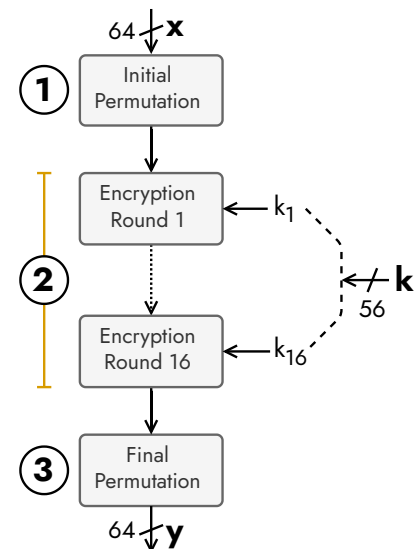 64 x
1
Initial
Permutation
Encryption
Round 1
k1
2
k
56
Encryption
Round 16
k16
3
Final
Permutation
64 y